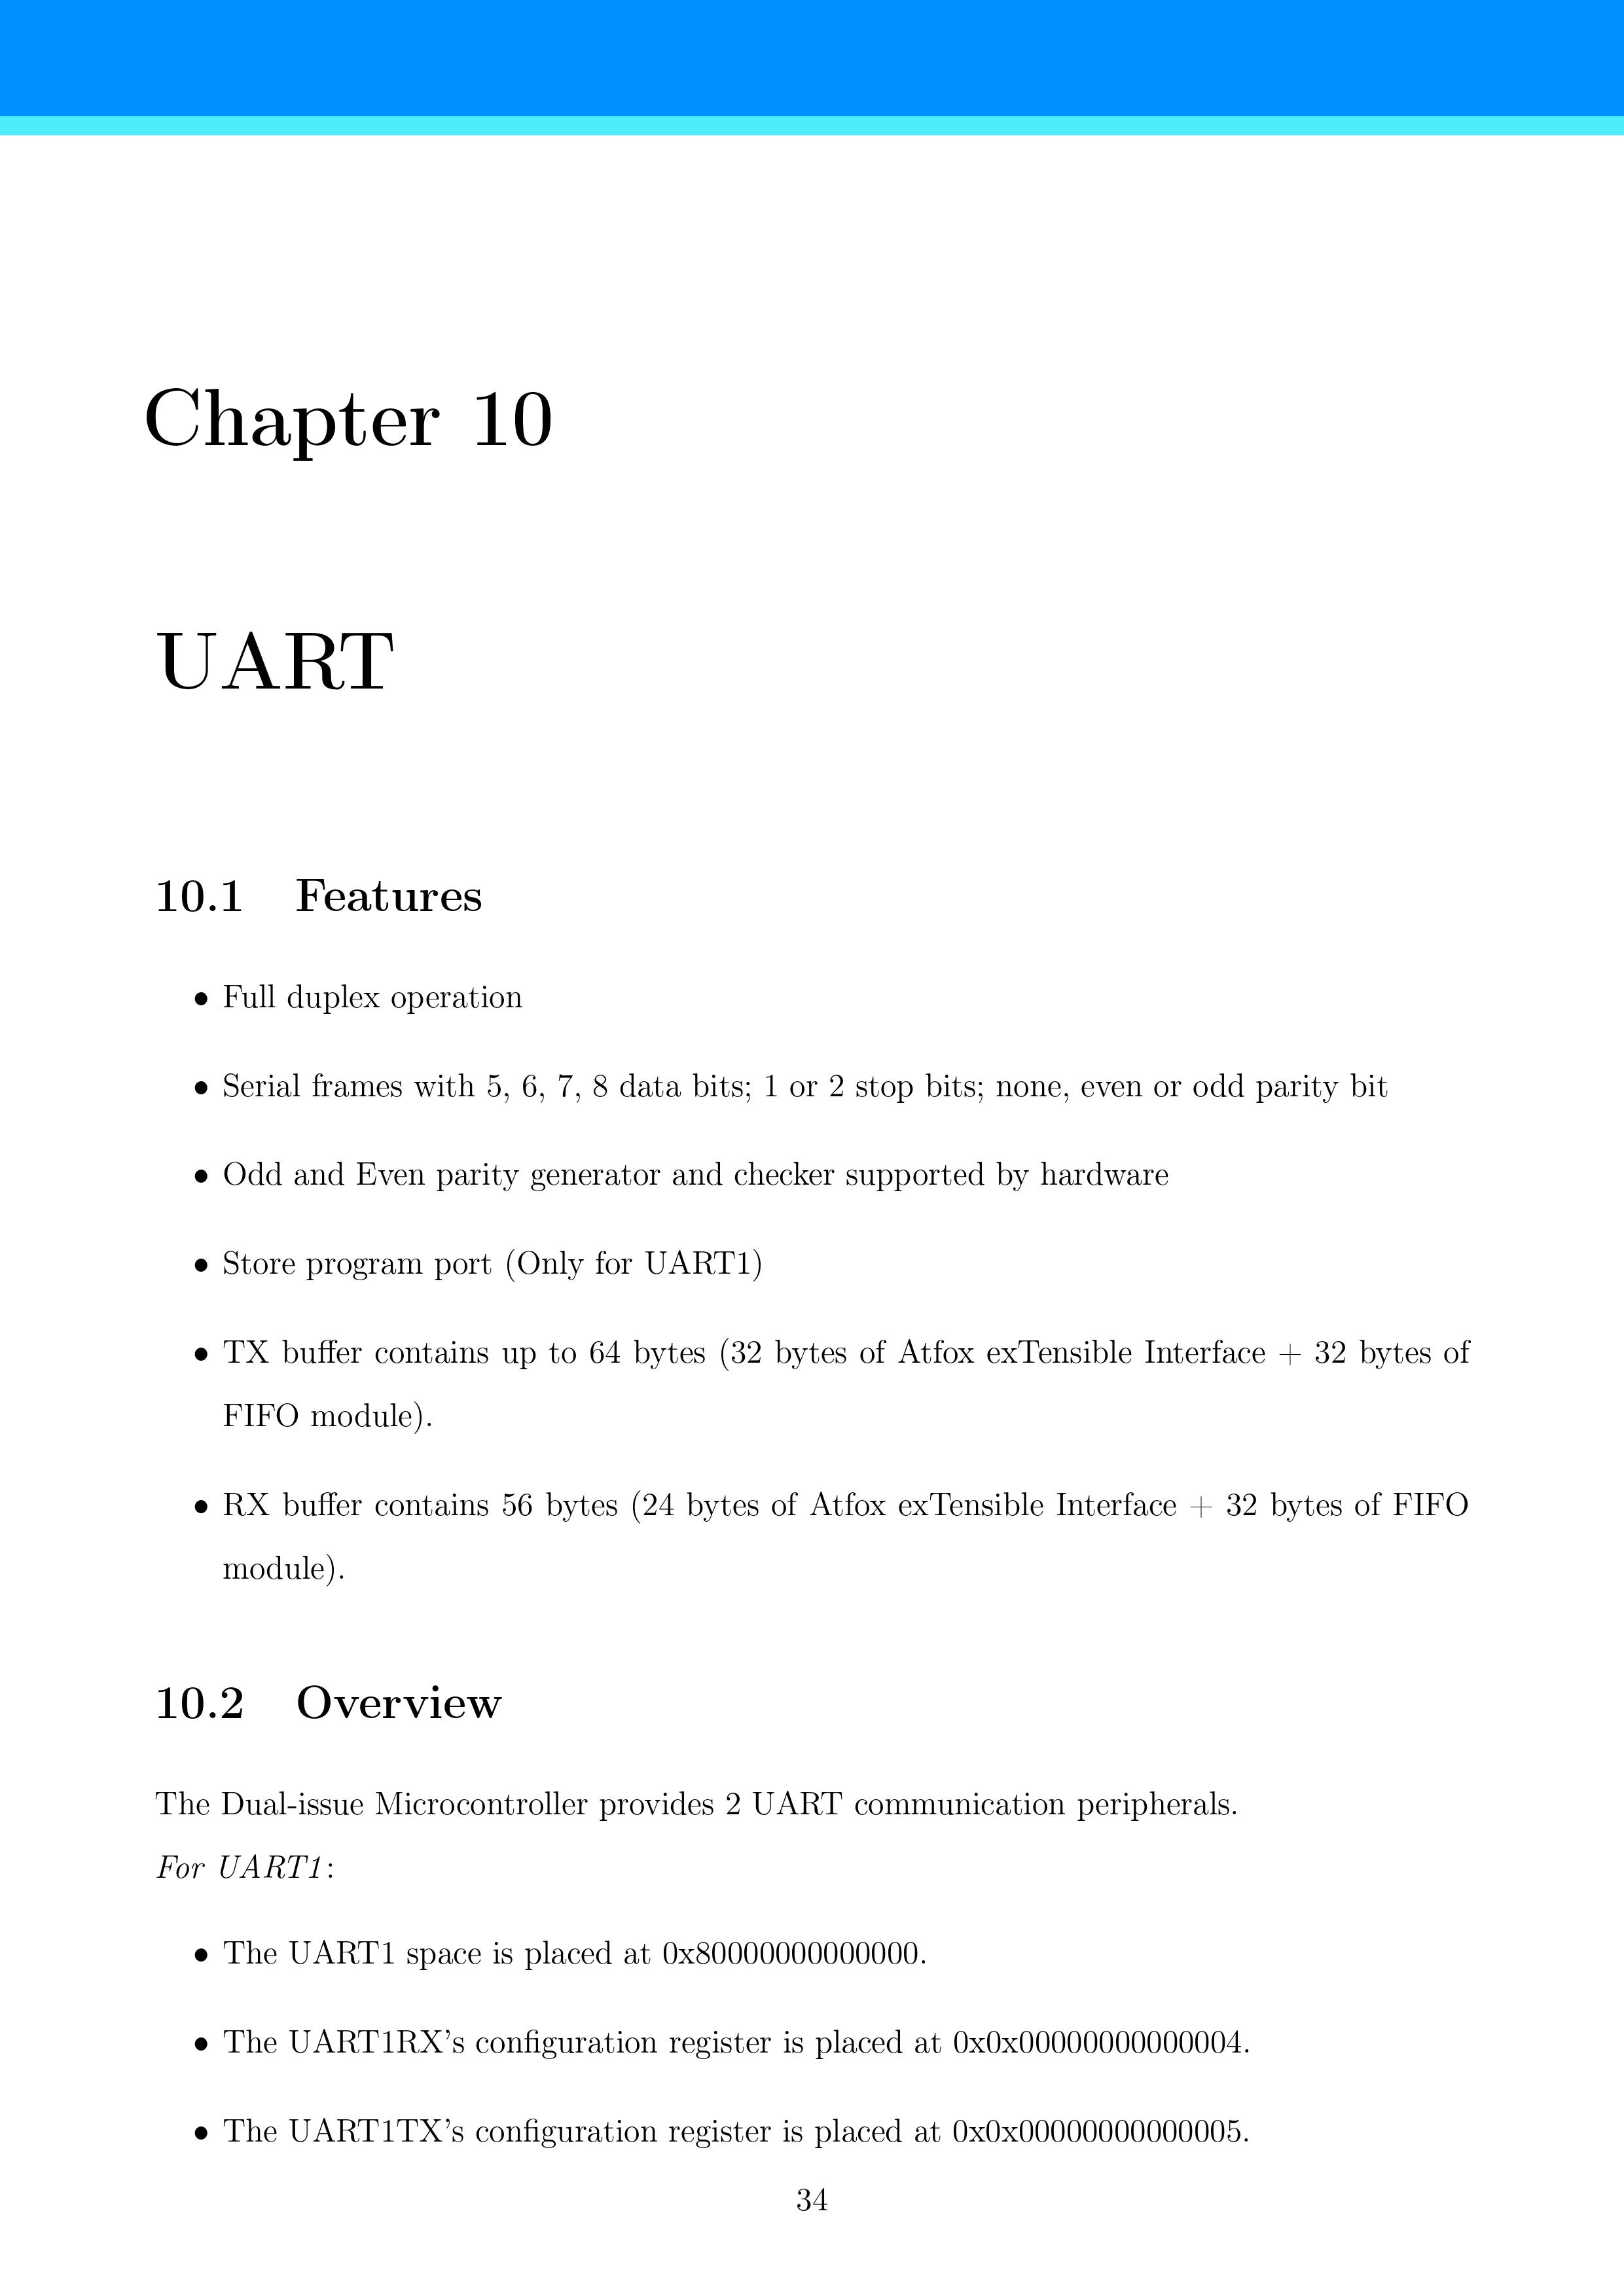 Chapter 10
UART
10.1 Features
• Full duplex operation
• Serial frames with 5, 6, 7, 8 data bits; 1 or 2 stop bits; none, even or odd parity bit
• Odd and Even parity generator and checker supported by hardware
• Store program port (Only for UART1)
• TX buffer contains up to 64 bytes (32 bytes of Atfox exTensible Interface + 32 bytes of
FIFO module).
• RX buffer contains 56 bytes (24 bytes of Atfox exTensible Interface + 32 bytes of FIFO
module).
10.2 Overview
The Dual-issue Microcontroller provides 2 UART communication peripherals.
For UART1:
• The UART1 space is placed at 0x80000000000000.
• The UART1RX's configuration register is placed at 0x0x00000000000004.
• The UART1TX's configuration register is placed at 0x0x00000000000005.
34